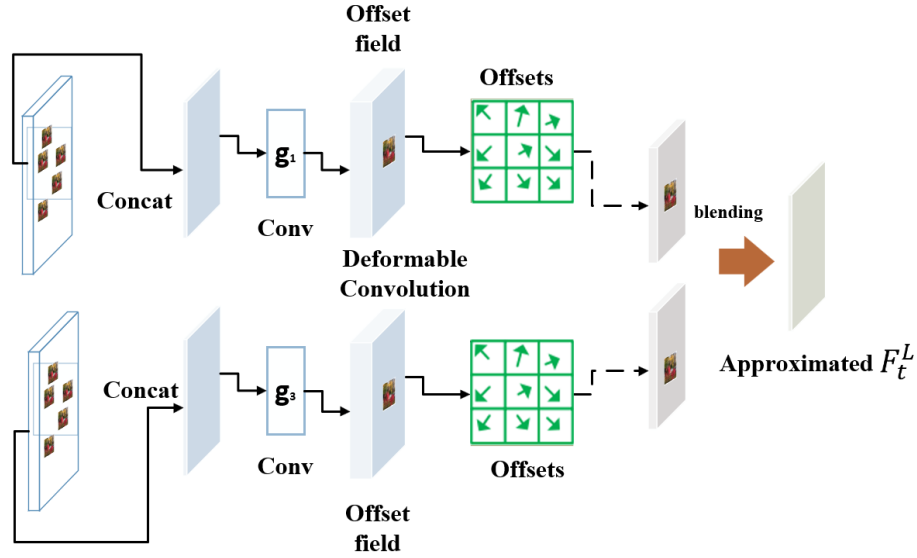 Offset
field
Offsets
Concat
g₁
Conv
blending
Deformable
Convolution
Approximated $F_t^L$
Concat
g₃
Conv
Offsets
Offset
field